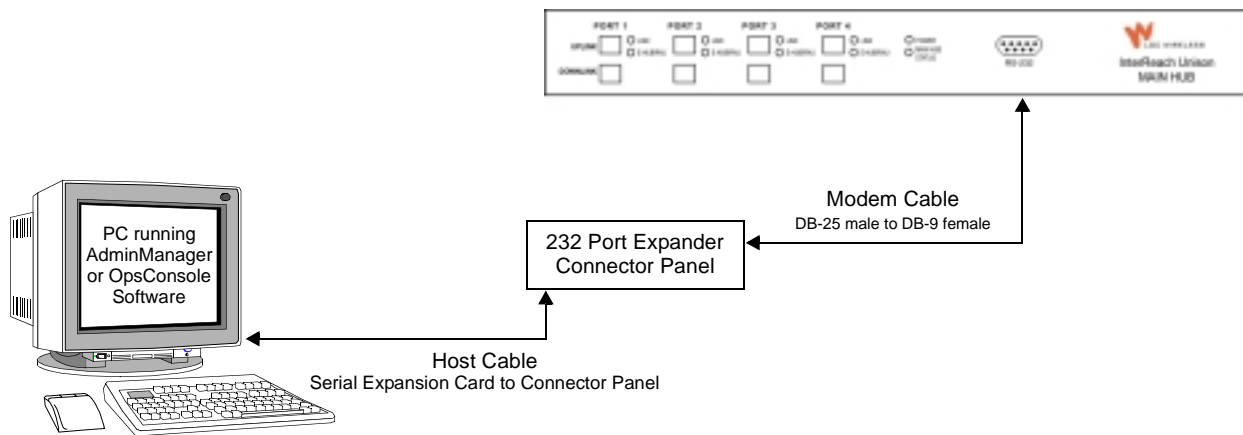 PORT 1 PORT 2 PORT 3 PORT 4
UPLINK
DOWNLINK
RS-232
LGC WIRELESS
InterReach Unison
MAIN HUB
Modem Cable
DB-25 male to DB-9 female
232 Port Expander
Connector Panel
PC running
AdminManager
or OpsConsole
Software
Host Cable
Serial Expansion Card to Connector Panel